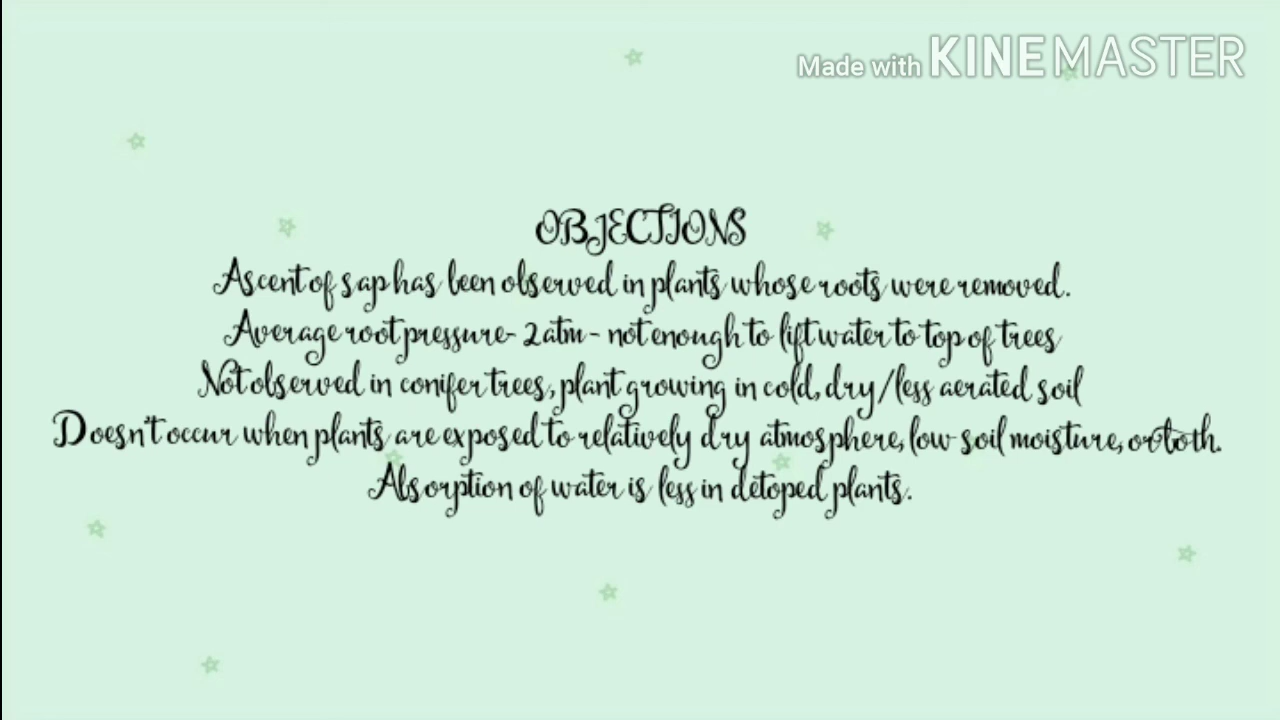 Made with KINEMASTER
OBJECTIONS
Ascent of sap has been observed in plants whose roots were removed.
Average root pressure- 2 atm - not enough to lift water to top of trees
Not observed in conifer trees, plant growing in cold, dry/less aerated soil
Doesn't occur when plants are exposed to relatively dry atmosphere, low soil moisture, or both.
Absorption of water is less in detoped plants.